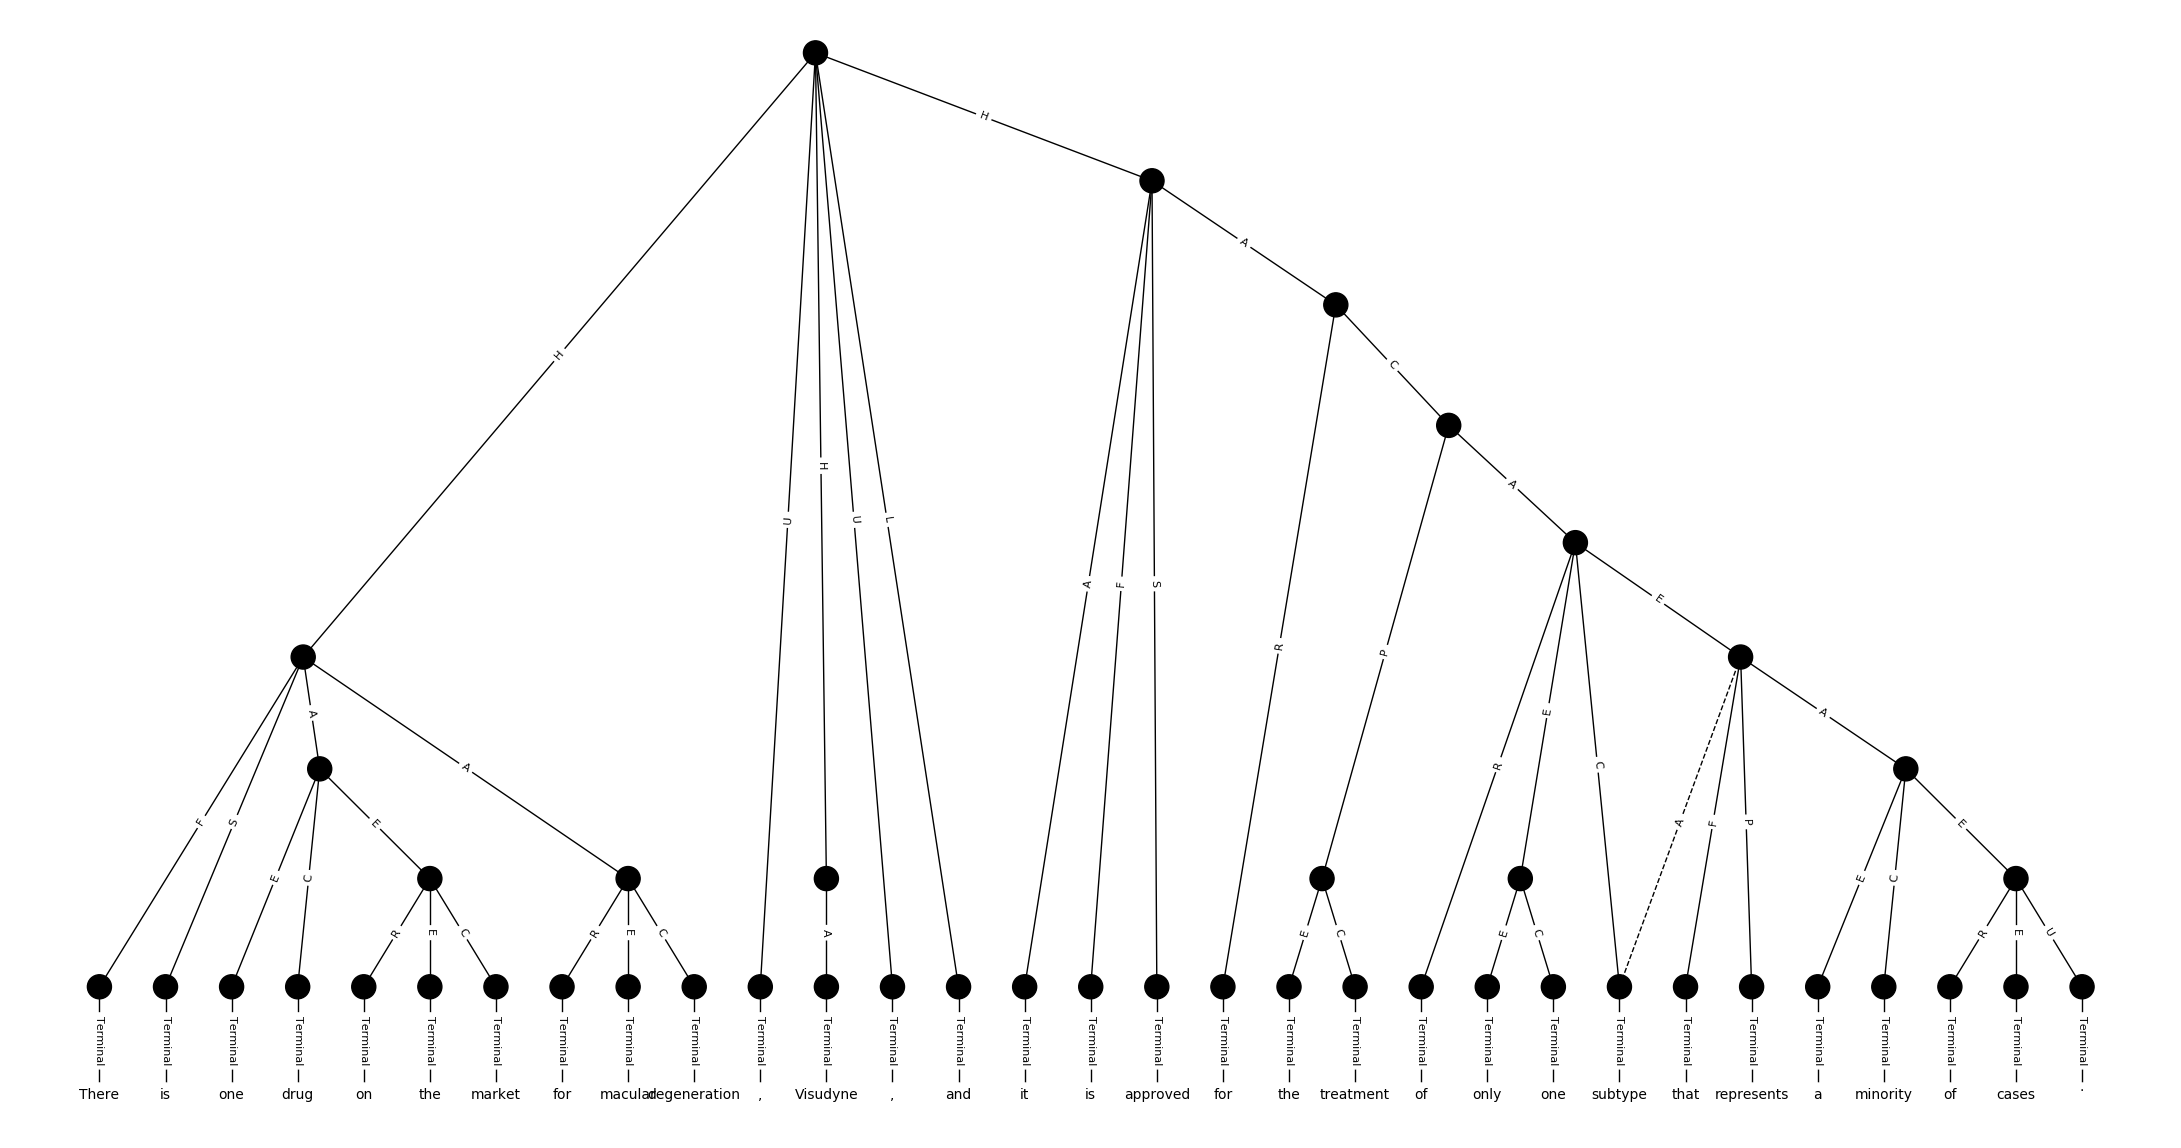 H
H
A
C
H
U
H
U
L
A
A
F
S
E
R
P
A
A
E
R
E
C
A
F
S
E
C
E
A
F
P
E
C
E
R
E
C
R
E
C
A
E
C
E
C
R
E
U
Terminal Terminal Terminal Terminal Terminal Terminal Terminal Terminal Terminal Terminal Terminal Terminal Terminal Terminal Terminal Terminal Terminal Terminal Terminal Terminal Terminal Terminal Terminal Terminal Terminal Terminal Terminal Terminal Terminal Terminal Terminal
There is one drug on the market for macular degeneration , Visudyne , and it is approved for the treatment of only one subtype that represents a minority of cases .